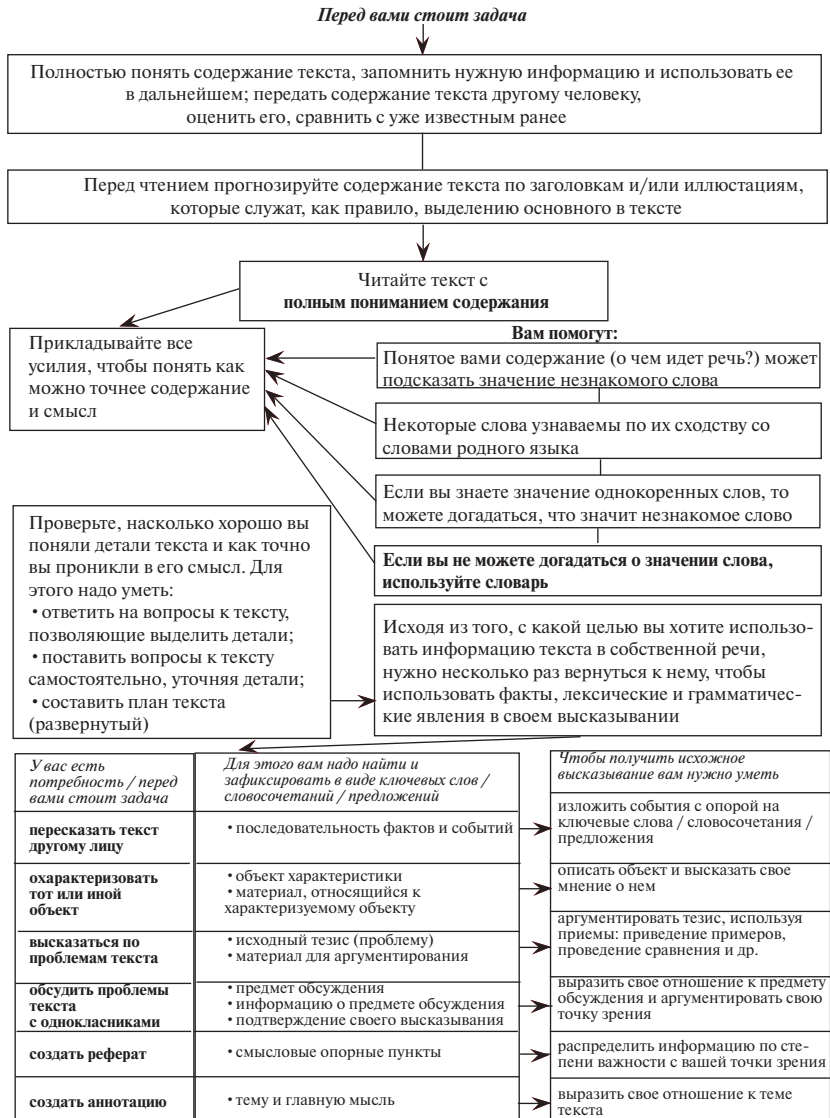 Перед вами стоит задача
Полностью понять содержание текста, запомнить нужную информацию и использовать ее
в дальнейшем; передать содержание текста другому человеку,
оценить его, сравнить с уже известным ранее
Перед чтением прогнозируйте содержание текста по заголовкам и/или иллюстациям,
которые служат, как правило, выделению основного в тексте
Читайте текст с
полным пониманием содержания
Прикладывайте все
усилия, чтобы понять как
можно точнее содержание
и смысл
Вам помогут:
Понятое вами содержание (о чем идет речь?) может
подсказать значение незнакомого слова
Некоторые слова узнаваемы по их сходству со
словами родного языка
Если вы знаете значение однокоренных слов, то
можете догадаться, что значит незнакомое слово
Если вы не можете догадаться о значении слова,
используйте словарь
Проверьте, насколько хорошо вы
поняли детали текста и как точно
вы проникли в его смысл. Для
этого надо уметь:
• ответить на вопросы к тексту,
позволяющие выделить детали;
• поставить вопросы к тексту
самостоятельно, уточняя детали;
• составить план текста
(развернутый)
Исходя из того, с какой целью вы хотите использо-
вать информацию текста в собственной речи,
нужно несколько раз вернуться к нему, чтобы
использовать факты, лексические и грамматичес-
кие явления в своем высказывании
У вас есть
потребность / перед
вами стоит задача
Для этого вам надо найти и
зафиксировать в виде ключевых слов /
словосочетаний / предложений
Чтобы получить исхожное
высказывание вам нужно уметь
пересказать текст
другому лицу
• последовательность фактов и событий
изложить события с опорой на
ключевые слова / словосочетания /
предложения
охарактеризовать
тот или иной
объект
• объект характеристики
• материал, относящийся к
характеризуемому объекту
описать объект и высказать свое
мнение о нем
высказаться по
проблемам текста
• исходный тезис (проблему)
• материал для аргументирования
аргументировать тезис, используя
приемы: приведение примеров,
проведение сравнения и др.
обсудить проблемы
текста
с однокласниками
• предмет обсуждения
• информацию о предмете обсуждения
• подтверждение своего высказывания
выразить свое отношение к предмету
обсуждения и аргументировать свою
точку зрения
создать реферат
• смысловые опорные пункты
распределить информацию по сте-
пени важности с вашей точки зрения
создать аннотацию
• тему и главную мысль
выразить свое отношение к теме
текста